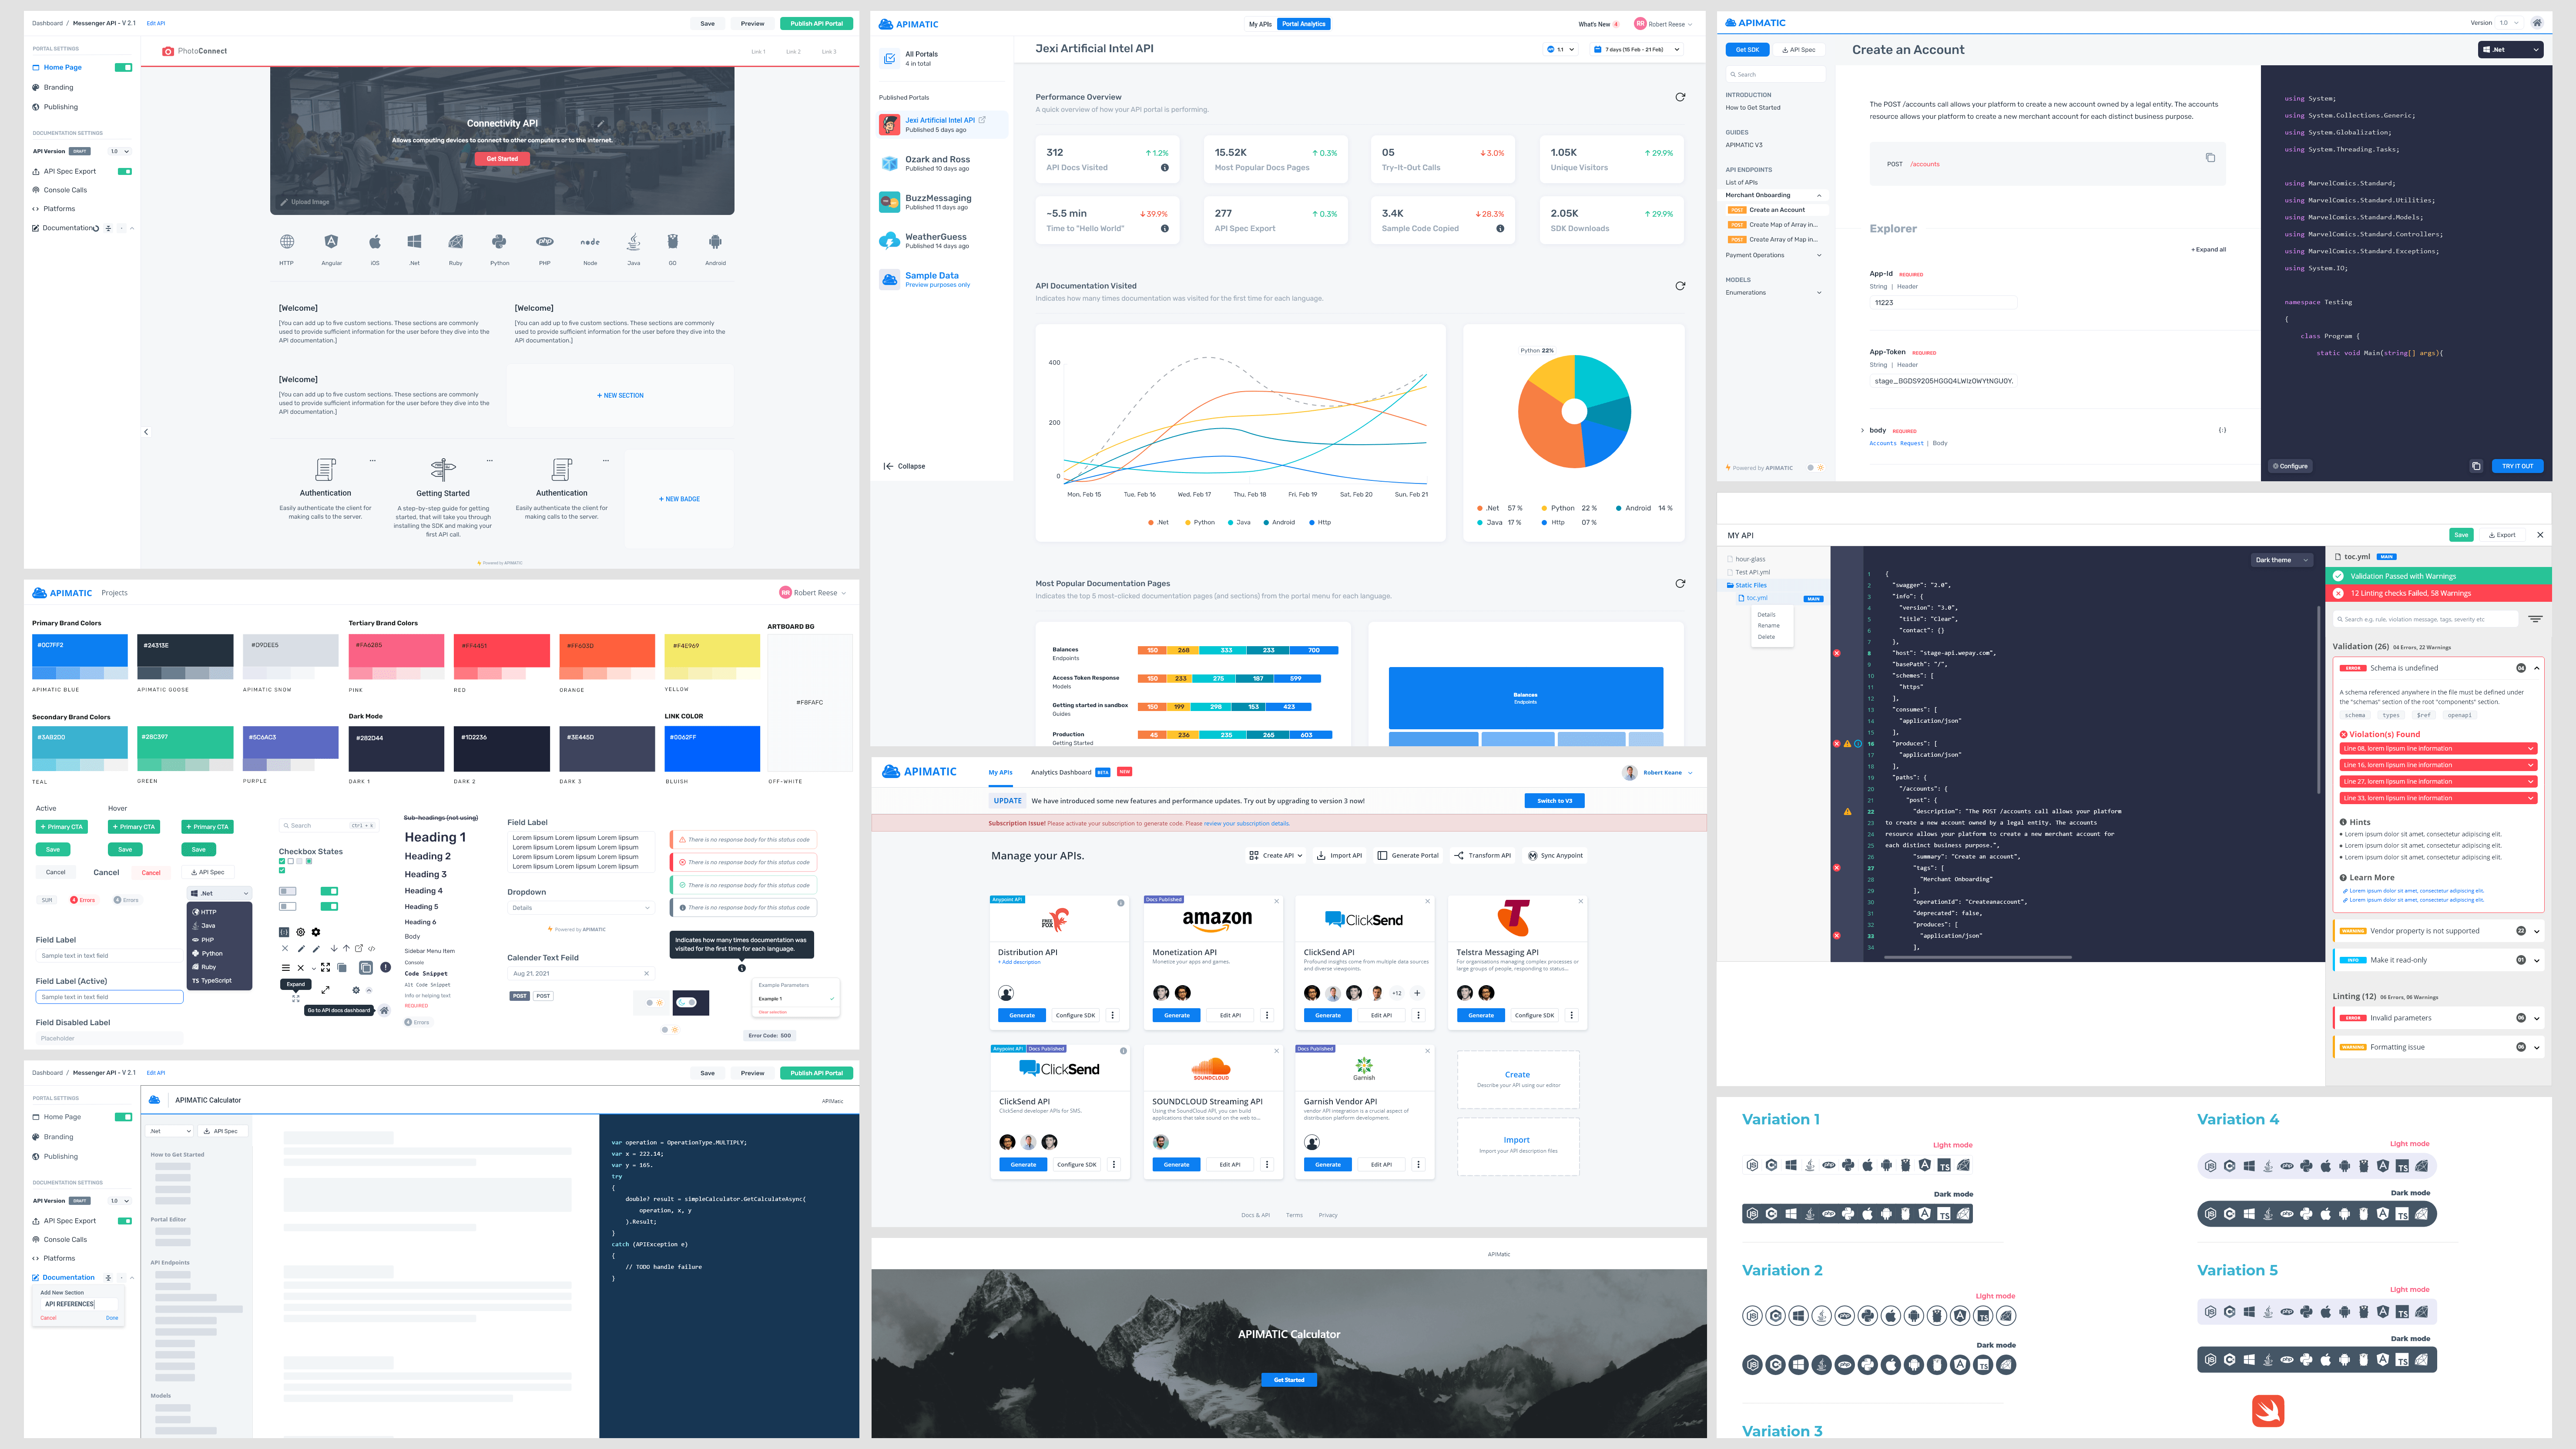 Dashboard / Messenger API - V 2.1 Edit API
Save Preview Publish API Portal
PORTAL SETTINGS
Home Page
Branding
Publishing
DOCUMENTATION SETTINGS
API Version DRAFT 1.0
API Spec Export
Console Calls
Platforms
Documentation
PhotoConnect
Link 1 Link 2 Link 3
Connectivity API
Allows computing devices to connect to other computers or to the internet.
Get Started
Upload Image
HTTP Angular iOS .Net Ruby Python PHP Node Java GO Android
[Welcome]
[You can add up to five custom sections. These sections are commonly
used to provide sufficient information for the user before they dive into the
API documentation.]
[Welcome]
[You can add up to five custom sections. These sections are commonly
used to provide sufficient information for the user before they dive into the
API documentation.]
[Welcome]
[You can add up to five custom sections. These sections are commonly
used to provide sufficient information for the user before they dive into the
API documentation.]
+ NEW SECTION
Authentication
Easily authenticate the client for
making calls to the server.
Getting Started
A step-by-step guide for getting
started, that will take you through
installing the SDK and making your
first API call.
Authentication
Easily authenticate the client for
making calls to the server.
+ NEW BADGE
Powered by APIMATIC
APIMATIC Projects
RR Robert Reese
Primary Brand Colors
#0C7FF2 #24313E #D9DEE5
APIMATIC BLUE APIMATIC GOOSE APIMATIC SNOW
Tertiary Brand Colors
#FA6285 #FF4451 #FF603D #F4E969
PINK RED ORANGE YELLOW
ARTBOARD BG
#FBFAFC
OFF-WHITE
Secondary Brand Colors
#3AB2D0 #28C397 #5C6AC3
TEAL GREEN PURPLE
Dark Mode
#282D44 #1D2236 #3E445D
DARK 1 DARK 2 DARK 3
LINK COLOR
#0062FF
BLUISH
Active Hover
+ Primary CTA + Primary CTA + Primary CTA
Save Save Save
Cancel Cancel Cancel API Spec
SUR 4 Errors 4 Errors
.Net
HTTP
Java
PHP
Python
Ruby
TS TypeScript
Field Label
Sample text in text field
Field Label (Active)
Sample text in text field
Field Disabled Label
Placeholder
Search Ctrl + K
Checkbox States
Expand
Go to API docs dashboard
Sub-headings (not using)
Heading 1
Heading 2
Heading 3
Heading 4
Heading 5
Heading 6
Body
Sidebar Menu Item
Console
Code Snippet
Alt Code Snippet
Info or helping text
REQUIRED
4 Errors
Field Label
Lorem Iipsum Lorem Iipsum Lorem Iipsum
Lorem Iipsum Lorem Iipsum Lorem Iipsum
Lorem Iipsum Lorem Iipsum Lorem Iipsum
Lorem Iipsum Lorem Iipsum Lorem Iipsum
Dropdown
Details
Powered by APIMATIC
Calender Text Feild
Aug 21, 2021
POST POST
There is no response body for this status code
There is no response body for this status code
There is no response body for this status code
There is no response body for this status code
Indicates how many times documentation was
visited for the first time for each language.
Example Parameters
Example 1
Clear selection
Error Code: 500
Dashboard / Messenger API - V 2.1 Edit API
Save Preview Publish API Portal
PORTAL SETTINGS
Home Page
Branding
Publishing
DOCUMENTATION SETTINGS
API Version DRAFT 1.0
API Spec Export
Console Calls
Platforms
Documentation
Add New Section
API REFERENCES
Cancel Done
APIMATIC Calculator
APIMatic
.Net API Spec
How to Get Started
Portal Editor
API Endpoints
Models
var operation = OperationType.MULTIPLY;
var x = 222.14;
var y = 165.
try
{
double? result = simpleCalculator.GetCalculateAsync(
operation, x, y
).Result;
}
catch (APIException e)
{
// TODO handle failure
}
APIMATIC
My APIs Portal Analytics
What's New 4 RR Robert Reese
All Portals
4 in total
Published Portals
Jexi Artificial Intel API
Published 5 days ago
Ozark and Ross
Published 10 days ago
BuzzMessaging
Published 11 days ago
WeatherGuess
Published 14 days ago
Sample Data
Preview purposes only
Collapse
Jexi Artificial Intel API
1.1 7 days (15 Feb - 21 Feb)
Performance Overview
A quick overview of how your API portal is performing.
312 1.2%
API Docs Visited
15.52K 0.3%
Most Popular Docs Pages
05 3.0%
Try-It-Out Calls
1.05K 29.9%
Unique Visitors
~5.5 min 39.9%
Time to "Hello World"
277 0.3%
API Spec Export
3.4K 28.3%
Sample Code Copied
2.05K 29.9%
SDK Downloads
API Documentation Visited
Indicates how many times documentation was visited for the first time for each language.
400
200
0
Mon, Feb 15 Tue, Feb 16 Wed, Feb 17 Thu, Feb 18 Fri, Feb 19 Sat, Feb 20 Sun, Feb 21
.Net Python Java Android Http
Python 22%
.Net 57 % Python 22 % Android 14 %
Java 17 % Http 07 %
Most Popular Documentation Pages
Indicates the top 5 most-clicked documentation pages (and sections) from the portal menu for each language.
Balances 150 268 333 233 700
Endpoints
Access Token Response 150 233 275 187 599
Models
Getting started in sandbox 150 199 298 153 423
Guides
Production 45 236 235 265 603
Getting Started
Balances
Endpoints
APIMATIC
My APIs Analytics Dashboard BETA NEW
Robert Keane
UPDATE We have introduced some new features and performance updates. Try out by upgrading to version 3 now! Switch to V3
Subscription Issue! Please activate your subscription to generate code. Please review your subscription details.
Manage your APIs.
Create API Import API Generate Portal Transform API Sync Anypoint
Anypoint API
FREE FOX
Distribution API
+ Add description
Generate Configure SDK
Docs Published
amazon
Monetization API
Monetize your apps and games.
Generate Edit API
ClickSend
ClickSend API
Profound insights come from multiple data sources
and diverse viewpoints.
+12
Generate Edit API
Telstra Messaging API
For organisations managing complex processes or
large groups of people, responding to status...
Generate Configure SDK
Anypoint API Docs Published
ClickSend
ClickSend API
ClickSend developer APIs for SMS.
Generate Configure SDK
SOUNDCLOUD
SOUNDCLOUD Streaming API
Using the SoundCloud API, you can build
applications that take sound on the web to...
Generate Edit API
Docs Published
Garnish
Garnish Vendor API
vendor API integration is a crucial aspect of
distribution platform development.
Generate Edit API
Create
Describe your API using our editor
Import
Import your API description files
Docs & API Terms Privacy
APIMatic
APIMATIC Calculator
Get Started
APIMATIC
Version 1.0
Get SDK API Spec
Search
INTRODUCTION
How to Get Started
GUIDES
APIMATIC V3
API ENDPOINTS
List of APIs
Merchant Onboarding
POST Create an Account
POST Create Map of Array in...
POST Create Array of Map in...
Payment Operations
MODELS
Enumerations
Powered by APIMATIC
Create an Account
.Net
The POST /accounts call allows your platform to create a new account owned by a legal entity. The accounts
resource allows your platform to create a new merchant account for each distinct business purpose.
POST /accounts
Explorer
+ Expand all
App-Id REQUIRED
String | Header
11223
App-Token REQUIRED
String | Header
stage_BGDS9205HGGQ4LWlzOWYtNGU0Y.
body REQUIRED
Accounts Request | Body
using System;
using System.Collections.Generic;
using System.Globalization;
using System.Threading.Tasks;
using MarvelComics.Standard;
using MarvelComics.Standard.Utilities;
using MarvelComics.Standard.Models;
using MarvelComics.Standard.Controllers;
using MarvelComics.Standard.Exceptions;
using System.IO;
namespace Testing
{
class Program {
static void Main(string[] args){
Configure TRY IT OUT
MY API
Save Export
hour-glass
Test API.yml
Static Files
toc.yml MAIN
Details
Rename
Delete
Dark theme
1 {
2 "swagger": "2.0",
3 "info": {
4 "version": "3.0",
5 "title": "Clear",
6 "contact": {}
7 },
8 "host": "stage-api.wepay.com",
9 "basePath": "/",
10 "schemes": [
11 "https"
12 ],
13 "consumes": [
14 "application/json"
15 ],
16 "produces": [
17 "application/json"
18 ],
19 "paths": {
20 "/accounts": {
21 "post": {
22 "description": "The POST /accounts call allows your platform
23 to create a new account owned by a legal entity. The accounts
24 resource allows your platform to create a new merchant account for
25 each distinct business purpose.",
26 "summary": "Create an account",
27 "tags": [
28 "Merchant Onboarding"
29 ],
30 "operationId": "Createanaccount",
31 "deprecated": false,
32 "produces": [
33 "application/json"
34 ],
toc.yml MAIN
Validation Passed with Warnings
12 Linting checks Failed, 58 Warnings
Search e.g. rule, violation message, tags, severity etc
Validation (26) 04 Errors, 22 Warnings
ERROR Schema is undefined 04
A schema referenced anywhere in the file must be defined under
the "schemas" section of the root "components" section.
schema types $ref openapi
Violation(s) Found
Line 08, lorem Iipsum line information
Line 16, lorem Iipsum line information
Line 27, lorem Iipsum line information
Line 33, lorem Iipsum line information
Hints
Lorem ipsum dolor sit amet, consectetur adipiscing elit.
Lorem ipsum dolor sit amet, consectetur adipiscing elit.
Lorem ipsum dolor sit amet, consectetur adipiscing elit.
Learn More
Lorem ipsum dolor sit amet, consectetur adipiscing elit.
Lorem ipsum dolor sit amet, consectetur adipiscing elit.
WARNING Vendor property is not supported 22
INFO Make it read-only 01
Linting (12) 06 Errors, 06 Warnings
ERROR Invalid parameters 06
WARNING Formatting issue 06
Variation 1
Light mode
Dark mode
Variation 2
Light mode
Dark mode
Variation 3
Variation 4
Light mode
Dark mode
Variation 5
Light mode
Dark mode